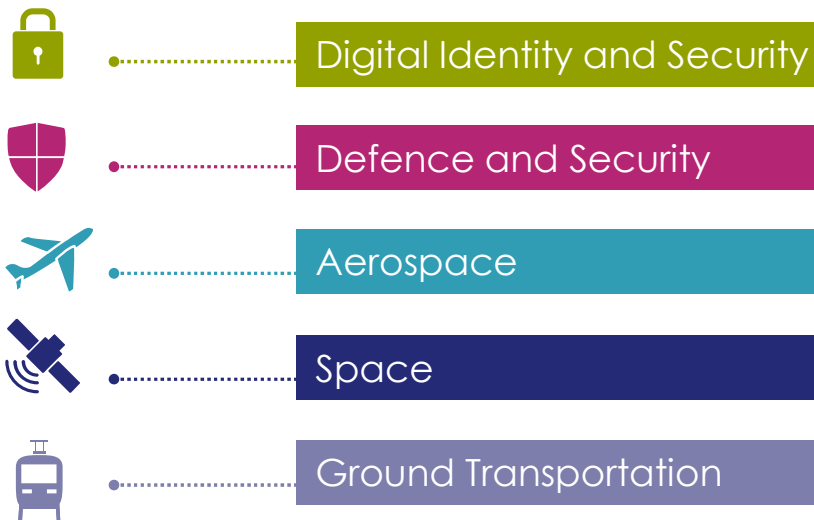 Digital Identity and Security
Defence and Security
Aerospace
Space
Ground Transportation